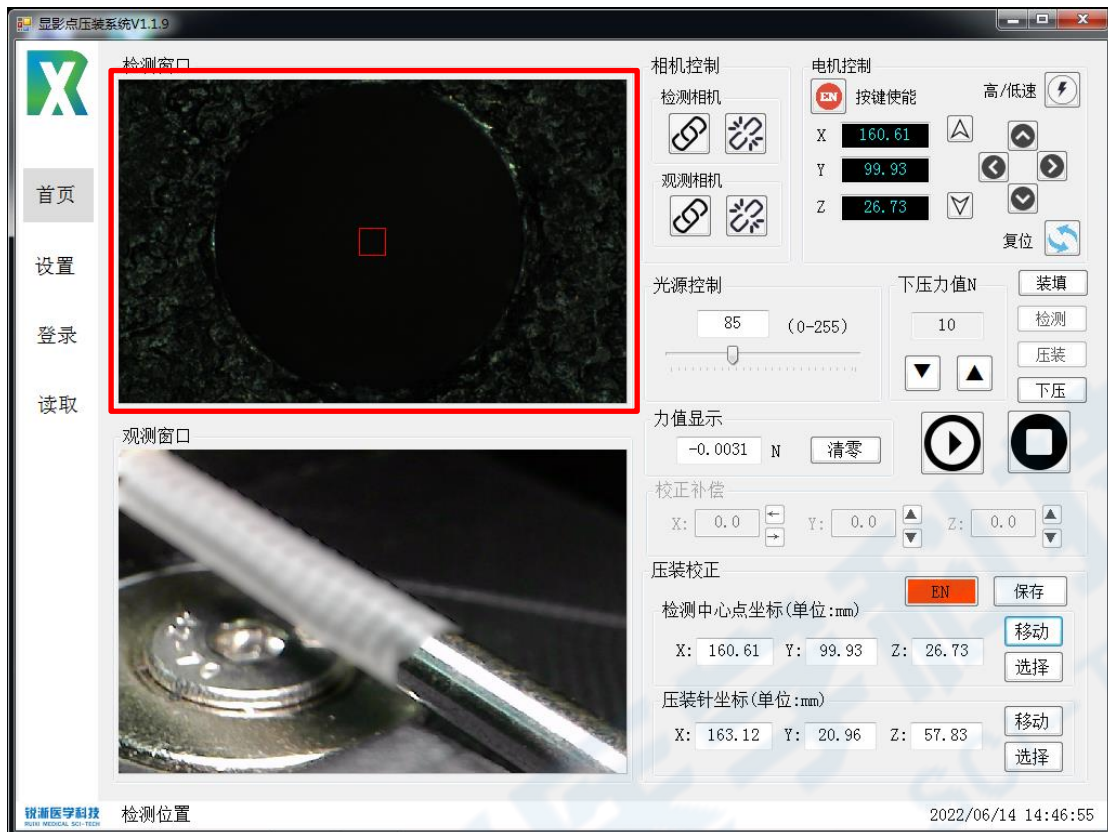 显影点压装系统V1.1.9
首页
设置
登录
读取
检测窗口
观测窗口
相机控制
检测相机
观测相机
电机控制
EN 按键使能 高/低速
X 160.61
Y 99.93
Z 26.73
复位
光源控制
85 (0-255)
下压力值N
10
装填
检测
压装
下压
力值显示
-0.0031 N 清零
校正补偿
X: 0.0 Y: 0.0 Z: 0.0
压装校正
EN 保存
检测中心点坐标(单位:mm)
X: 160.61 Y: 99.93 Z: 26.73
移动
选择
压装针坐标(单位:mm)
X: 163.12 Y: 20.96 Z: 57.83
移动
选择
锐浙医学科技
RUIXI MEDICAL SCI-TECH
检测位置
2022/06/14 14:46:55